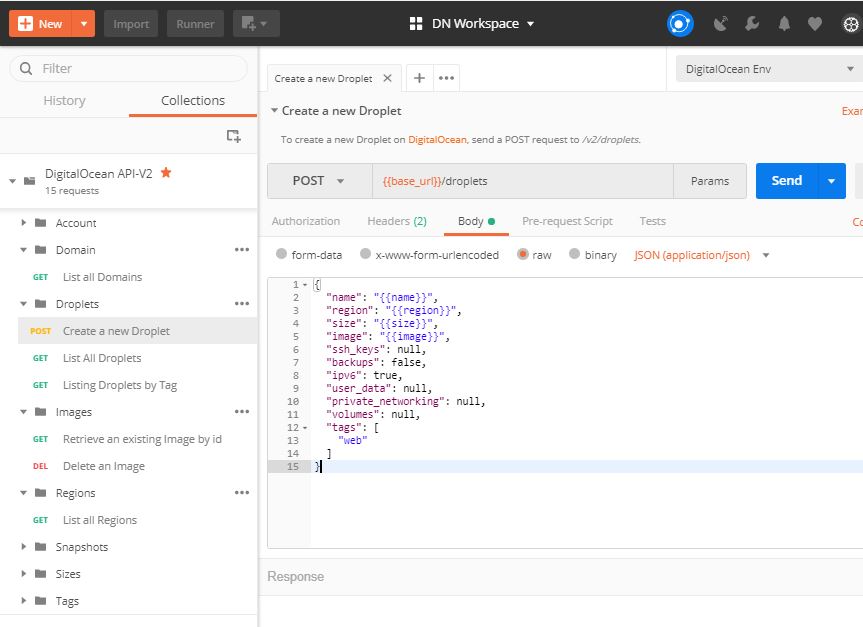 New
Import
Runner
DN Workspace
Filter
History
Collections
DigitalOcean API-V2
15 requests
Account
Domain
GET List all Domains
Droplets
POST Create a new Droplet
GET List All Droplets
GET Listing Droplets by Tag
Images
GET Retrieve an existing Image by id
DEL Delete an Image
Regions
GET List all Regions
Snapshots
Sizes
Tags
Create a new Droplet
DigitalOcean Env
Create a new Droplet
Exar
To create a new Droplet on DigitalOcean, send a POST request to /v2/droplets.
POST {{base_url}}/droplets Params Send
Authorization Headers (2) Body Pre-request Script Tests Co
form-data x-www-form-urlencoded raw binary JSON (application/json)
1 {
2 "name": "{{name}}",
3 "region": "{{region}}",
4 "size": "{{size}}",
5 "image": "{{image}}",
6 "ssh_keys": null,
7 "backups": false,
8 "ipv6": true,
9 "user_data": null,
10 "private_networking": null,
11 "volumes": null,
12 "tags": [
13 "web"
14 ]
15 }
Response